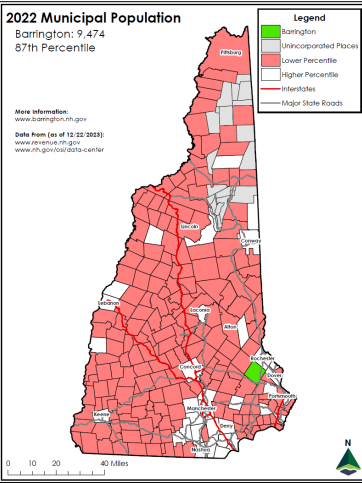 2022 Municipal Population
Barrington: 9,474
87th Percentile
Legend
Barrington
Unincorporated Places
Lower Percentile
Higher Percentile
Interstates
Major State Roads
More Information:
www.barrington.nh.gov
Data From (as of 12/22/2023):
www.revenue.nh.gov
www.nh.gov/osi/data-center
Pittsburg
Lincoln
Conway
Lebanon
Laconia
Alton
Rochester
Concord
Dover
Portsmouth
Keene
Manchester
Derry
Nashua
N
0 10 20 40 Miles